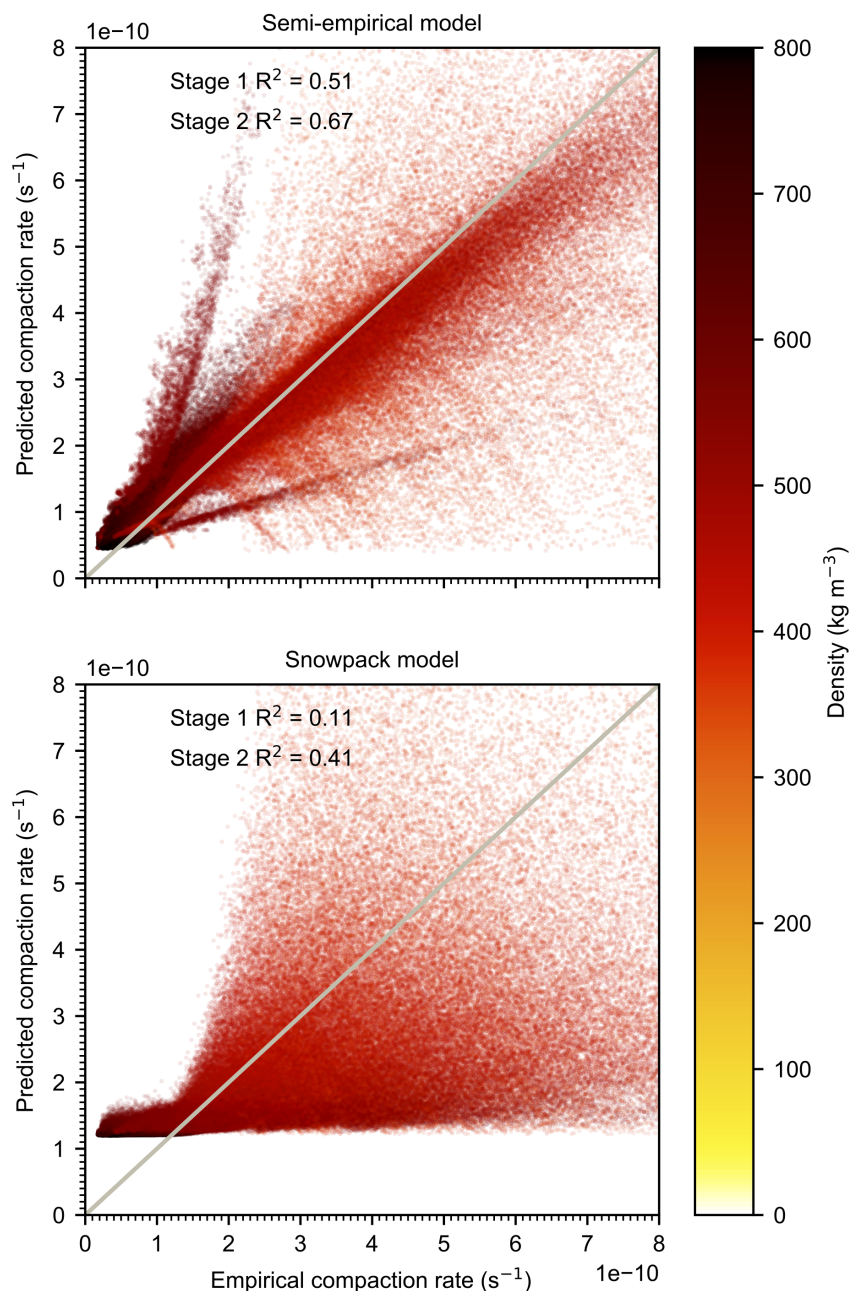 Semi-empirical model
1e−10
Stage 1 R² = 0.51
Stage 2 R² = 0.67
Predicted compaction rate (s⁻¹)
8
7
6
5
4
3
2
1
0
Snowpack model
1e−10
Stage 1 R² = 0.11
Stage 2 R² = 0.41
Predicted compaction rate (s⁻¹)
8
7
6
5
4
3
2
1
0
0 1 2 3 4 5 6 7 8
Empirical compaction rate (s⁻¹)
1e−10
800
700
600
500
400
300
200
100
0
Density (kg m⁻³)